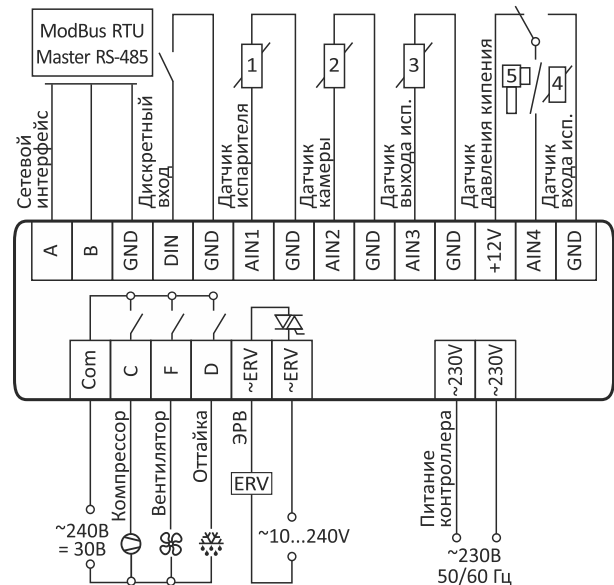 ModBus RTU
Master RS-485
1
2
3
5
4
Сетевой
интерфейс
Дискретный
вход
Датчик
испарителя
Датчик
камеры
Датчик
выхода исп.
Датчик
давления кипения
Датчик
входа исп.
A
B
GND
DIN
GND
AIN1
GND
AIN2
GND
AIN3
GND
+12V
AIN4
GND
Com
C
F
D
~ERV
~ERV
~230V
~230V
Компрессор
Вентилятор
Оттайка
ЭРВ
Питание
контроллера
ERV
~240В
= 30В
~10...240V
~230В
50/60 Гц